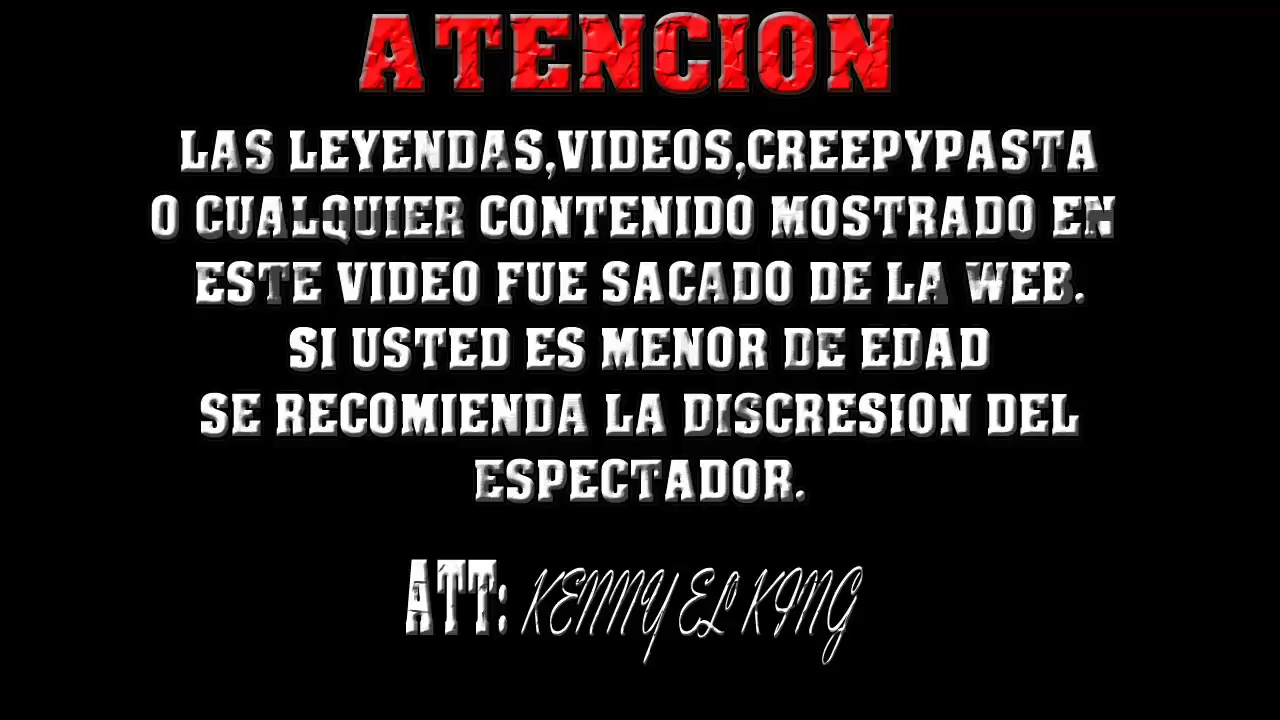 ATENCION
LAS LEYENDAS,VIDEOS,CREEPYPASTA
O CUALQUIER CONTENIDO MOSTRADO EN
ESTE VIDEO FUE SACADO DE LA WEB.
SI USTED ES MENOR DE EDAD
SE RECOMIENDA LA DISCRESION DEL
ESPECTADOR.
ATT: KENNY EL KING